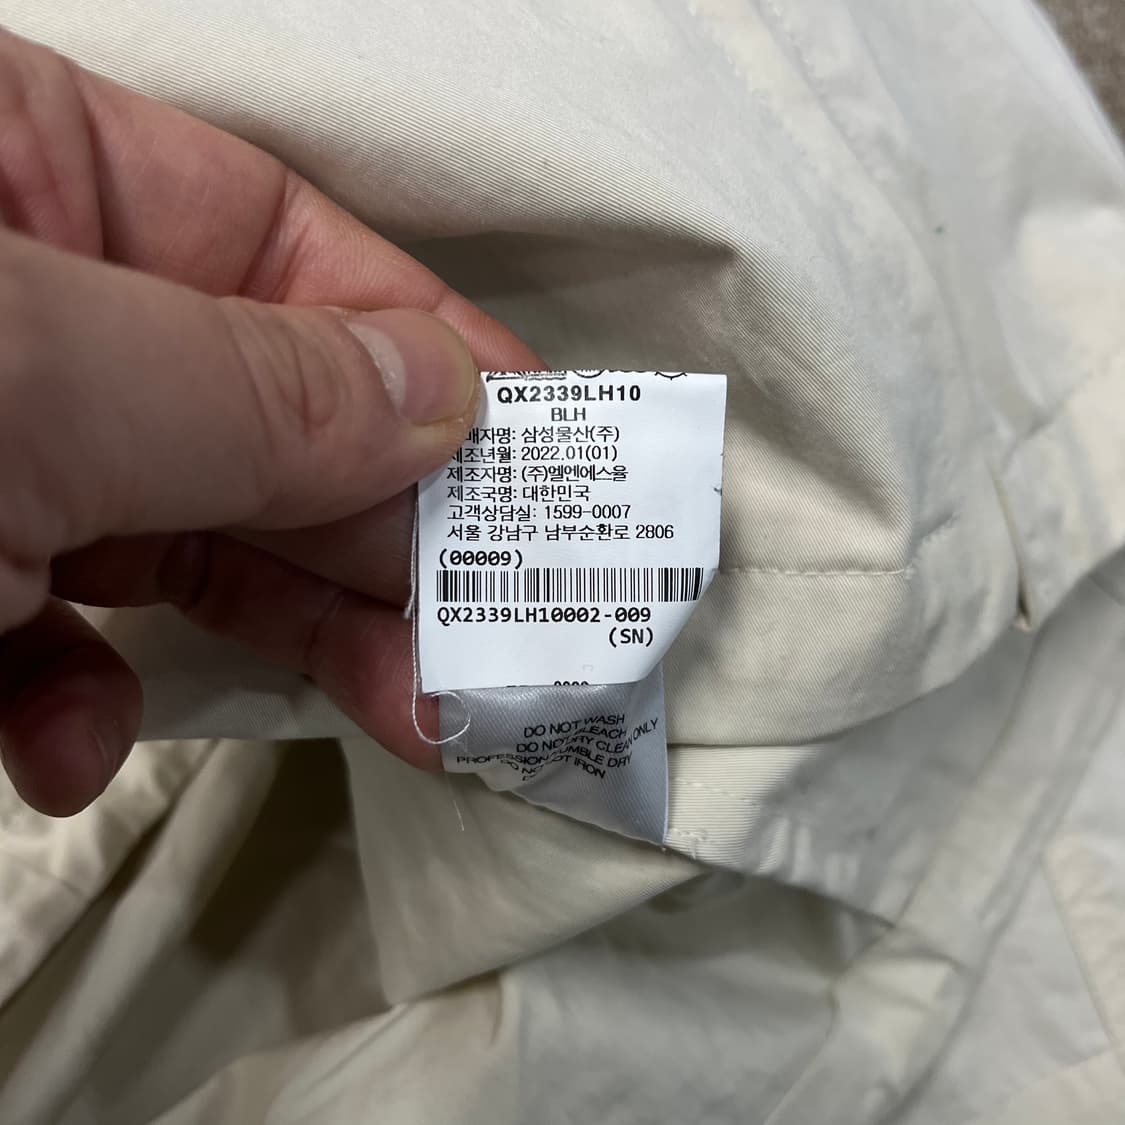 QX2339LH10
BLH
매자명: 삼성물산(주)
제조년월: 2022.01(01)
제조자명: (주)엘엔에스율
제조국명: 대한민국
고객상담실: 1599-0007
서울 강남구 남부순환로 2806
(00009)
QX2339LH10002-009
(SN)
DO NOT WASH
DO NOT BLEACH
PROFESSIONAL DRY CLEAN ONLY
DO NOT TUMBLE DRY
DO NOT IRON